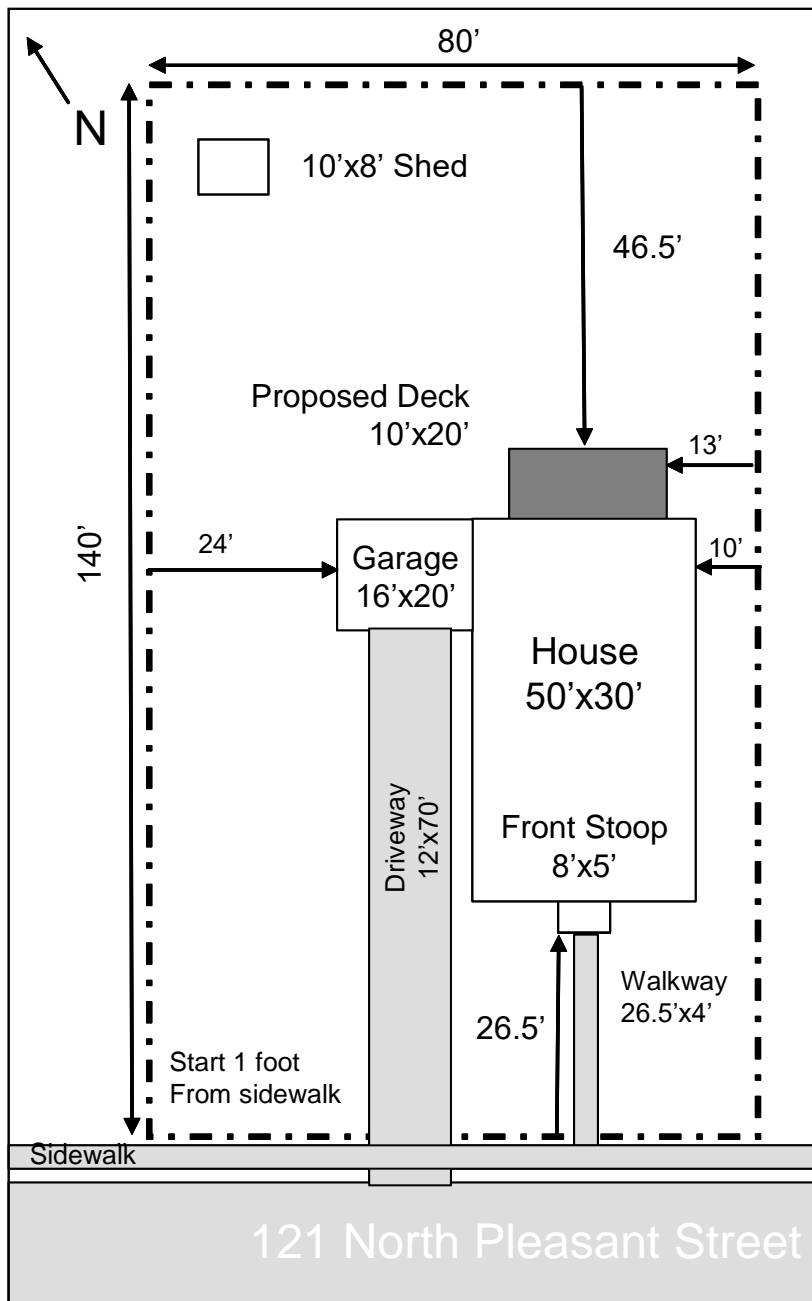 80’
N
10’x8’ Shed
46.5’
Proposed Deck
10’x20’
13’
140’
24’
Garage
16’x20’
10’
House
50’x30’
Driveway
12’x70’
Front Stoop
8’x5’
Walkway
26.5’x4’
26.5’
Start 1 foot
From sidewalk
Sidewalk
121 North Pleasant Street